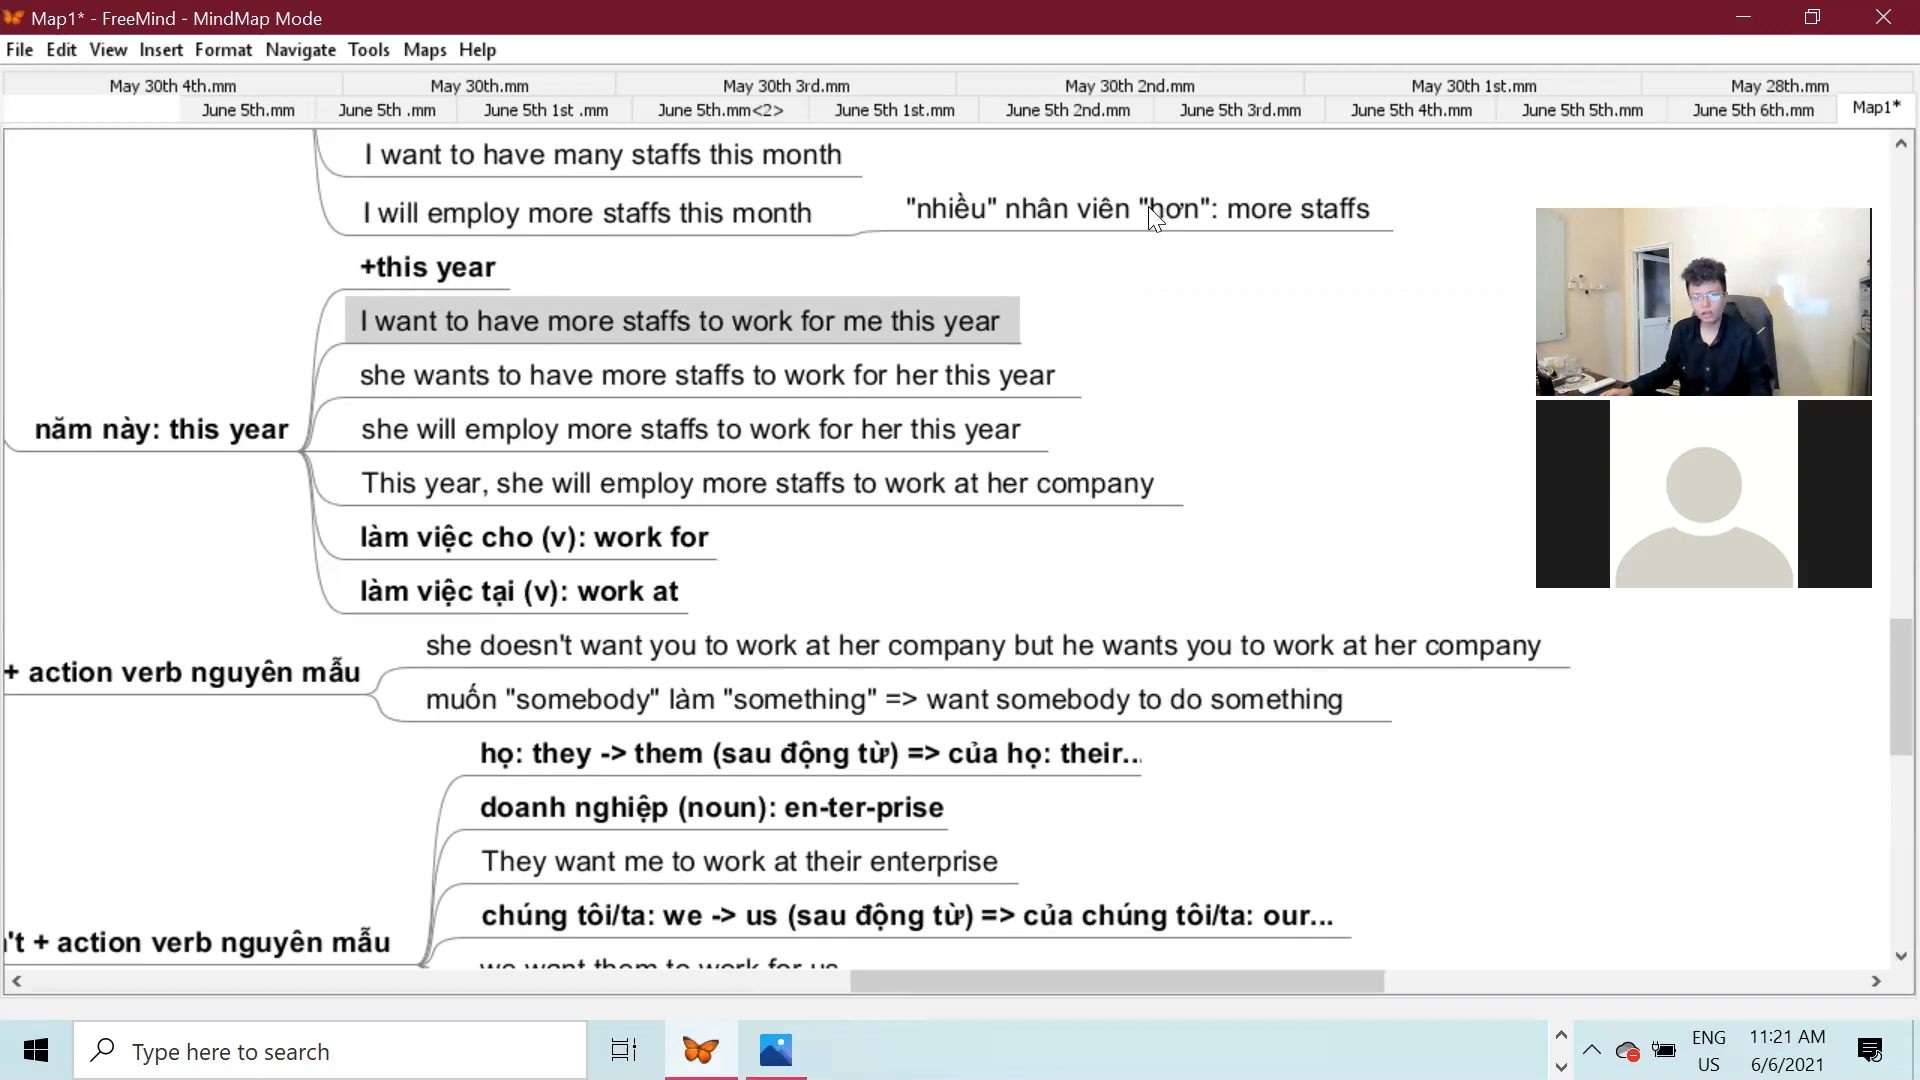 Map1* - FreeMind - MindMap Mode
File Edit View Insert Format Navigate Tools Maps Help
May 30th 4th.mm May 30th.mm May 30th 3rd.mm May 30th 2nd.mm May 30th 1st.mm May 28th.mm
June 5th.mm June 5th .mm June 5th 1st .mm June 5th.mm<2> June 5th 1st.mm June 5th 2nd.mm June 5th 3rd.mm June 5th 4th.mm June 5th 5th.mm June 5th 6th.mm Map1*
I want to have many staffs this month
I will employ more staffs this month
"nhiều" nhân viên "hơn": more staffs
+this year
I want to have more staffs to work for me this year
she wants to have more staffs to work for her this year
năm này: this year
she will employ more staffs to work for her this year
This year, she will employ more staffs to work at her company
làm việc cho (v): work for
làm việc tại (v): work at
she doesn't want you to work at her company but he wants you to work at her company
+ action verb nguyên mẫu
muốn "somebody" làm "something" => want somebody to do something
họ: they -> them (sau động từ) => của họ: their...
doanh nghiệp (noun): en-ter-prise
They want me to work at their enterprise
chúng tôi/ta: we -> us (sau động từ) => của chúng tôi/ta: our...
't + action verb nguyên mẫu
we want them to work for us
Type here to search
ENG
US
11:21 AM
6/6/2021